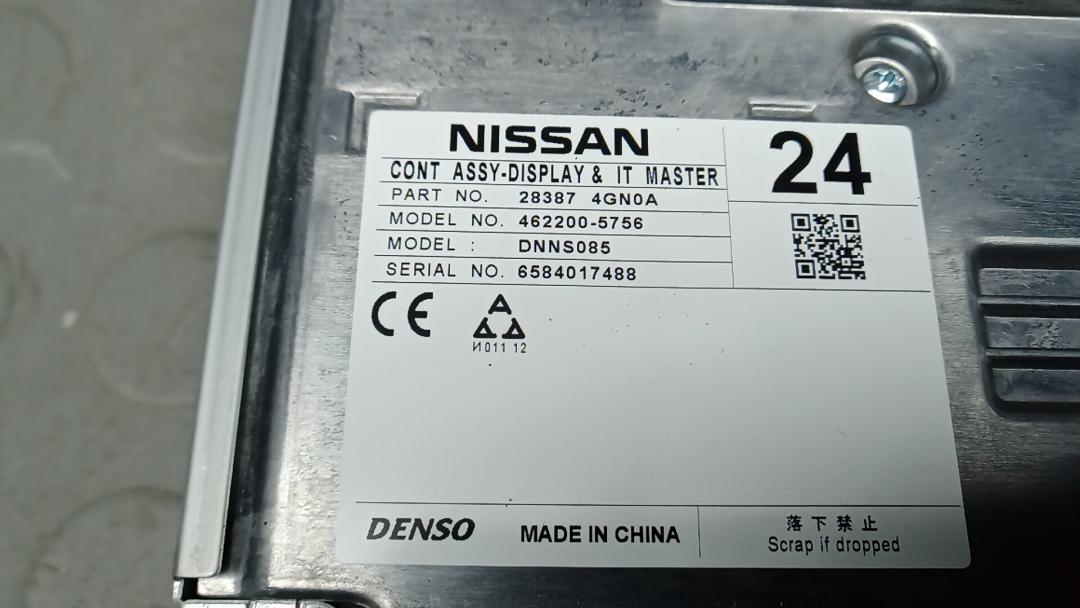 NISSAN
24
CONT ASSY-DISPLAY & IT MASTER
PART NO. 28387 4GN0A
MODEL NO. 462200-5756
MODEL : DNNS085
SERIAL NO. 6584017488
CE
И011 12
DENSO
MADE IN CHINA
落下禁止
Scrap if dropped